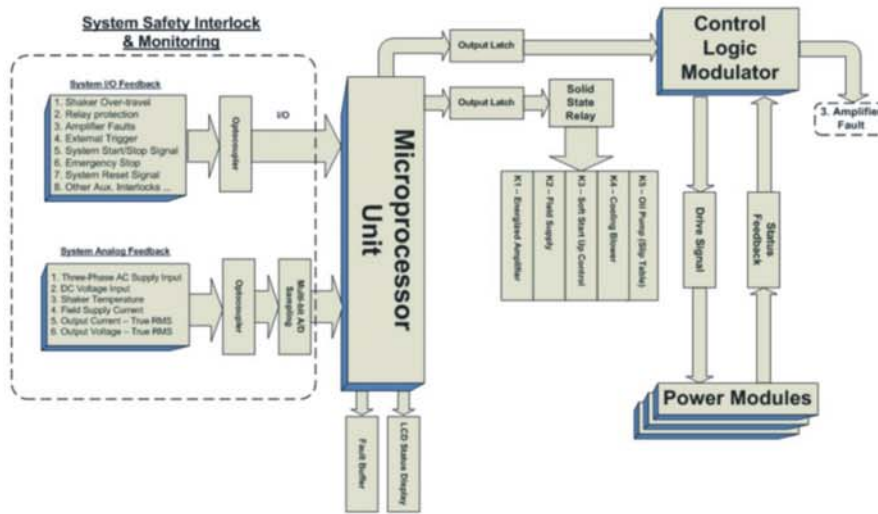 System Safety Interlock
& Monitoring
System I/O Feedback
1. Shaker Over-travel
2. Relay protection
3. Amplifier Faults
4. External Trigger
5. System Start/Stop Signal
6. Emergency Stop
7. System Reset Signal
8. Other Aux. Interlocks ...
Optocoupler
I/O
System Analog Feedback
1. Three-Phase AC Supply Input
2. DC Voltage Input
3. Shaker Temperature
4. Field Supply Current
5. Output Current – True RMS
6. Output Voltage – True RMS
Optocoupler
Multi-bit A/D
Sampling
Microprocessor
Unit
Fault Buffer
LCD Status Display
Output Latch
Output Latch
Solid
State
Relay
K1 – Energized Amplifier
K2 – Field Supply
K3 – Soft Start Up Control
K4 – Cooling Blower
K5 – Oil Pump (Slip Table)
Control
Logic
Modulator
3. Amplifier
Fault
Drive Signal
Status
Feedback
Power Modules